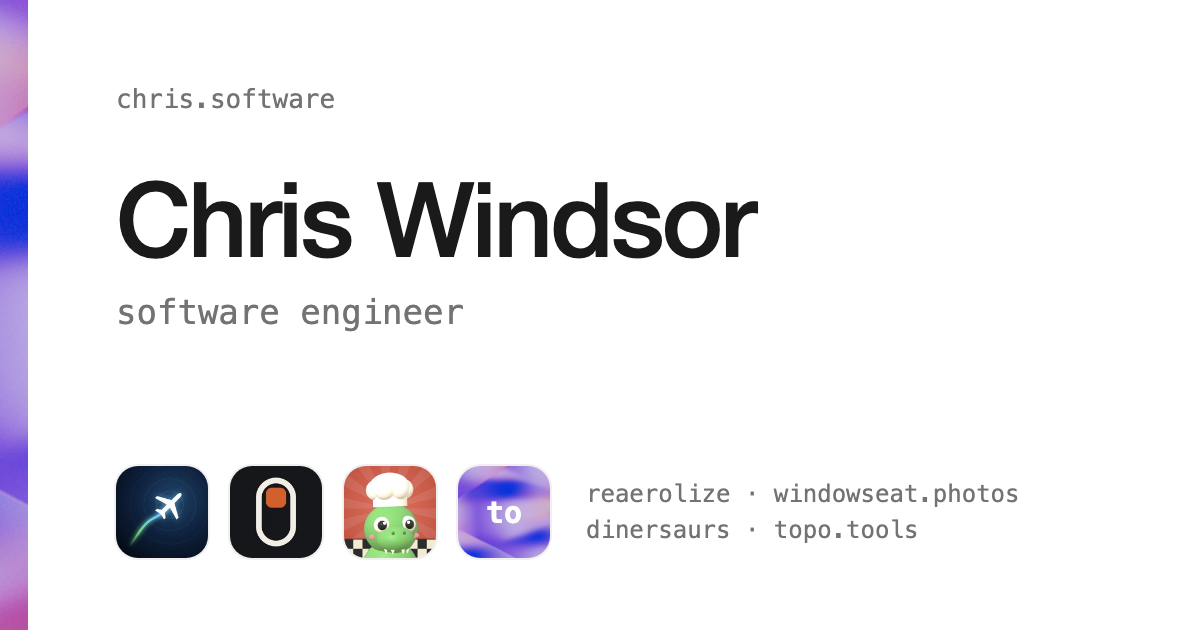 chris.software
Chris Windsor
software engineer
to
reaerolize · windowseat.photos
dinersaurs · topo.tools